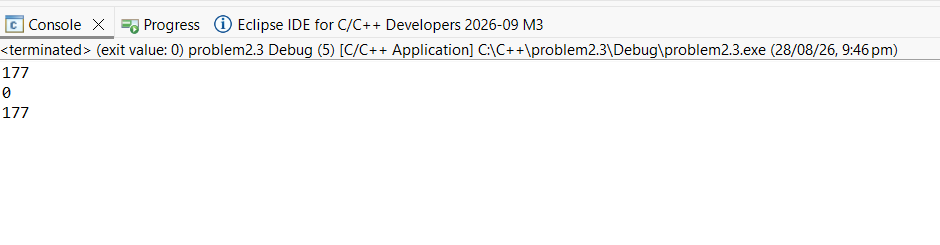 Console Progress Eclipse IDE for C/C++ Developers 2026-09 M3
<terminated> (exit value: 0) problem2.3 Debug (5) [C/C++ Application] C:\C++\problem2.3\Debug\problem2.3.exe (28/08/26, 9:46 pm)
177
0
177